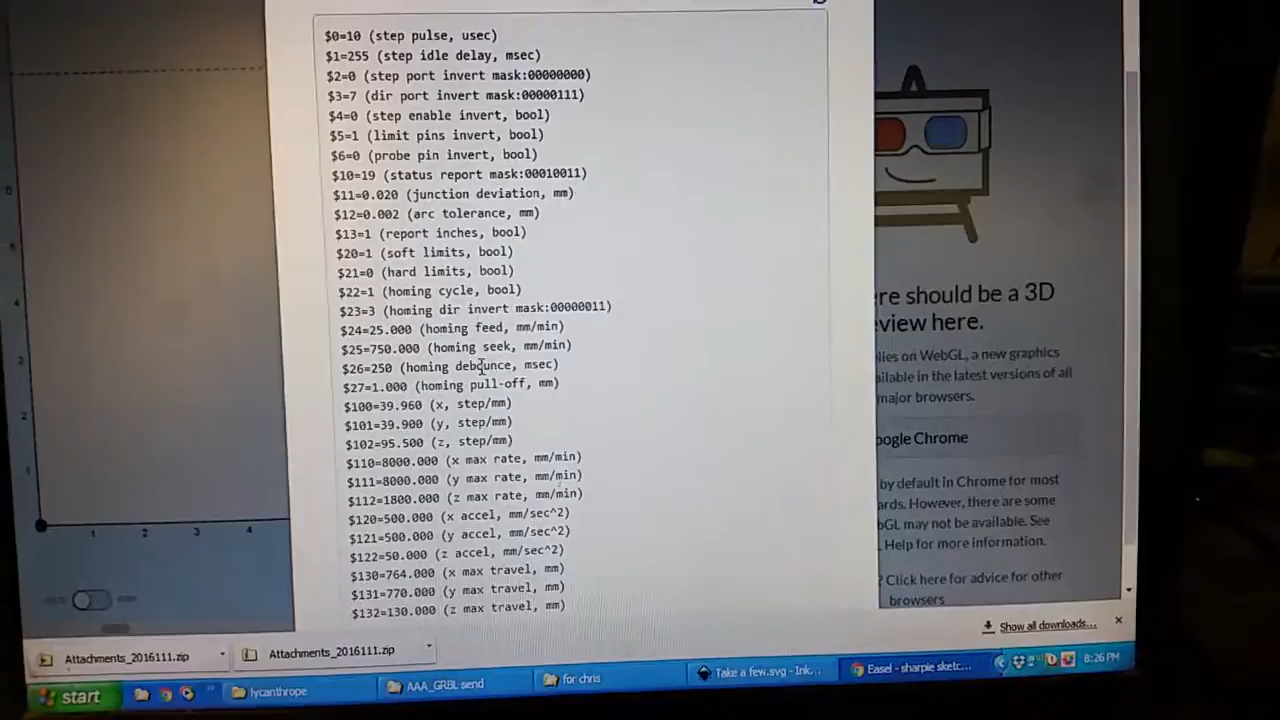 $0=10 (step pulse, usec)
$1=255 (step idle delay, msec)
$2=0 (step port invert mask:00000000)
$3=7 (dir port invert mask:00000111)
$4=0 (step enable invert, bool)
$5=1 (limit pins invert, bool)
$6=0 (probe pin invert, bool)
$10=19 (status report mask:00010011)
$11=0.020 (junction deviation, mm)
$12=0.002 (arc tolerance, mm)
$13=1 (report inches, bool)
$20=1 (soft limits, bool)
$21=0 (hard limits, bool)
$22=1 (homing cycle, bool)
$23=3 (homing dir invert mask:00000011)
$24=25.000 (homing feed, mm/min)
$25=750.000 (homing seek, mm/min)
$26=250 (homing debounce, msec)
$27=1.000 (homing pull-off, mm)
$100=39.960 (x, step/mm)
$101=39.900 (y, step/mm)
$102=95.500 (z, step/mm)
$110=8000.000 (x max rate, mm/min)
$111=8000.000 (y max rate, mm/min)
$112=1800.000 (z max rate, mm/min)
$120=500.000 (x accel, mm/sec^2)
$121=500.000 (y accel, mm/sec^2)
$122=50.000 (z accel, mm/sec^2)
$130=764.000 (x max travel, mm)
$131=770.000 (y max travel, mm)
$132=130.000 (z max travel, mm)
re should be a 3D
view here.
lies on WebGL, a new graphics
ailable in the latest versions of all
major browsers.
oogle Chrome
by default in Chrome for most
ards. However, there are some
bGL may not be available. See
Help for more information.
? Click here for advice for other
browsers
4
3
2
1
1 2 3 4
Show all downloads...
Attachments_2016111.zip
Attachments_2016111.zip
start
lycanthrope
AAA_GRBL send
for chris
Take a few.svg - Ink...
Easel - sharpie sketc...
8:26 PM